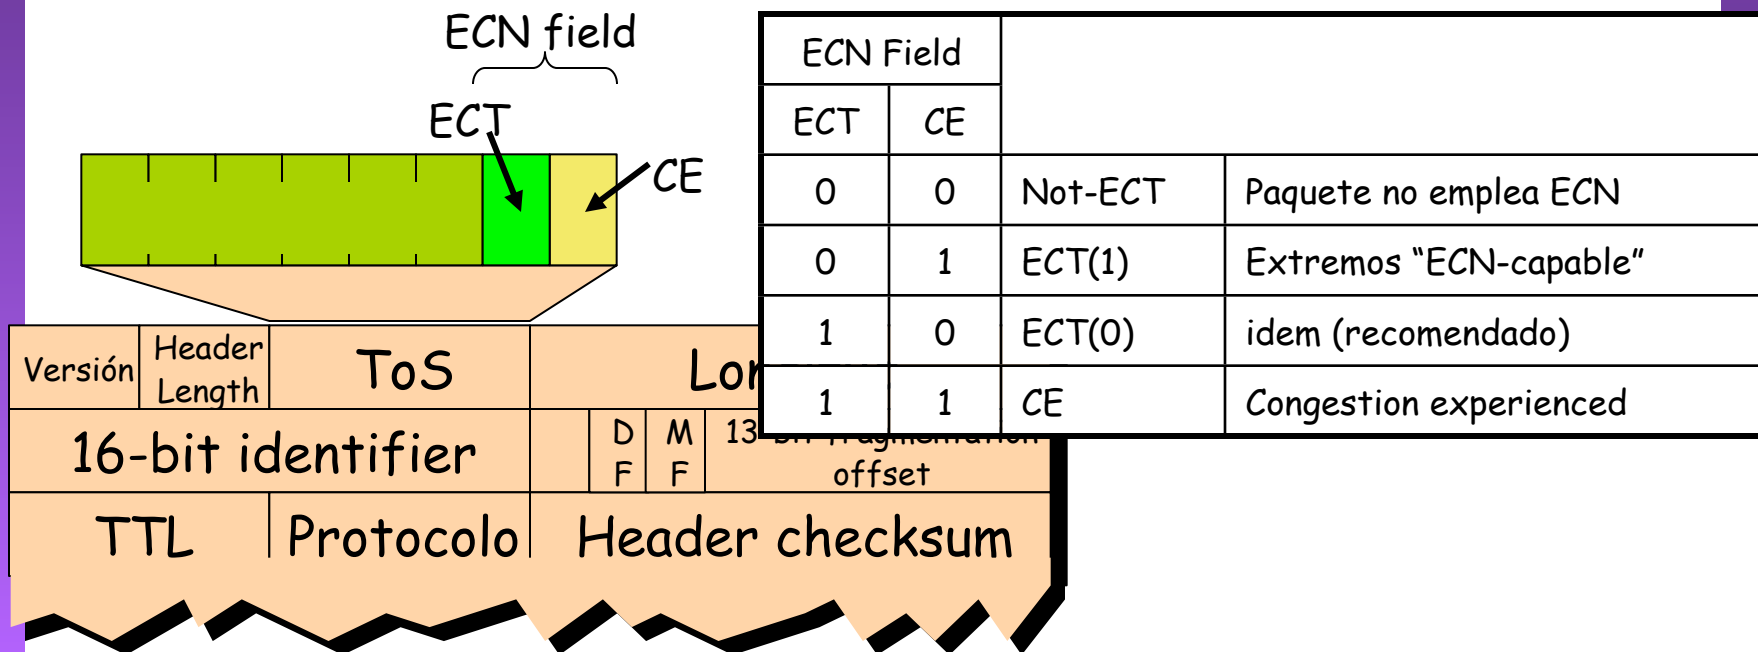 ECN field
ECT
CE
ECN Field
ECT CE
0 0 Not-ECT Paquete no emplea ECN
0 1 ECT(1) Extremos “ECN-capable”
1 0 ECT(0) idem (recomendado)
1 1 CE Congestion experienced
Versión
Header
Length
ToS
16-bit identifier
D
F
M
F
offset
TTL
Protocolo
Header checksum